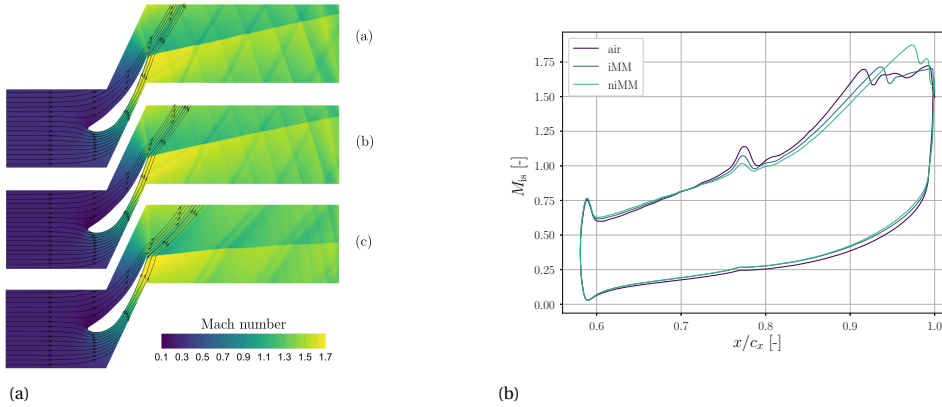 (a)
(b)
(c)
Mach number
0.1 0.3 0.5 0.7 0.9 1.1 1.3 1.5 1.7
(a)
air
iMM
niMM
1.75
1.50
1.25
1.00
0.75
0.50
0.25
0.00
M_is [-]
0.6 0.7 0.8 0.9 1.0
x/c_x [-]
(b)